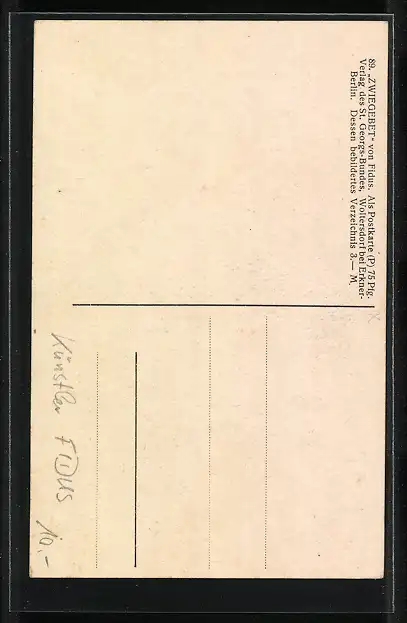 89. „ZWIEGEBET" von Fidus. Als Postkarte (P) 75 Pfg.
Verlag des St. Georgs-Bundes, Woltersdorf bei Erkner-
Berlin. Dessen bebildertes Verzeichnis 3.— M.
Künstler FIDUS 10,-